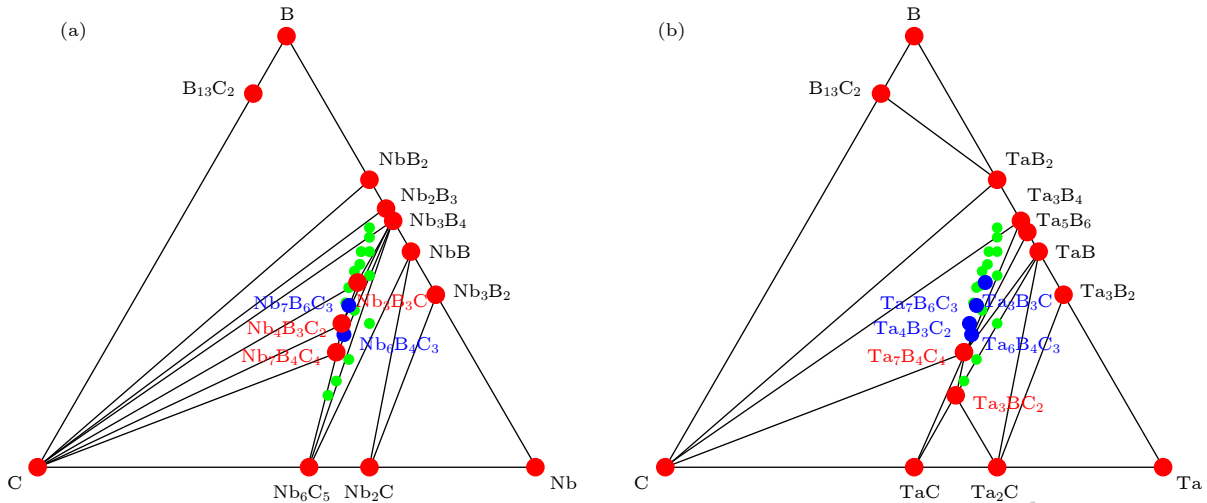 (a)
B
B₁₃C₂
NbB₂
Nb₂B₃
Nb₃B₄
NbB
Nb₃B₂
Nb₇B₆C₃
Nb₃B₃C
Nb₄B₃C₂
Nb₆B₄C₃
Nb₇B₄C₄
C
Nb₆C₅
Nb₂C
Nb
(b)
B
B₁₃C₂
TaB₂
Ta₃B₄
Ta₅B₆
TaB
Ta₃B₂
Ta₇B₆C₃
Ta₃B₃C
Ta₄B₃C₂
Ta₆B₄C₃
Ta₇B₄C₄
Ta₃BC₂
C
TaC
Ta₂C
Ta